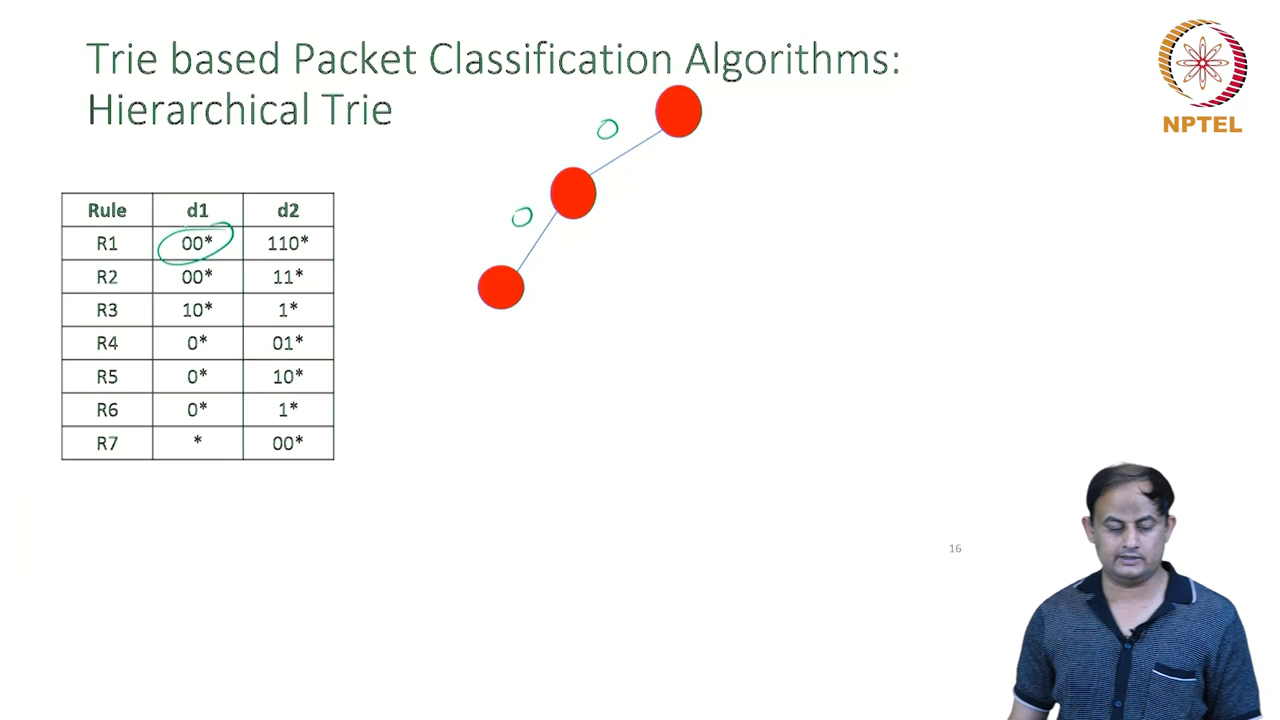 Trie based Packet Classification Algorithms:
Hierarchical Trie
NPTEL
Rule d1 d2
R1 00* 110*
R2 00* 11*
R3 10* 1*
R4 0* 01*
R5 0* 10*
R6 0* 1*
R7 * 00*
0
0
16